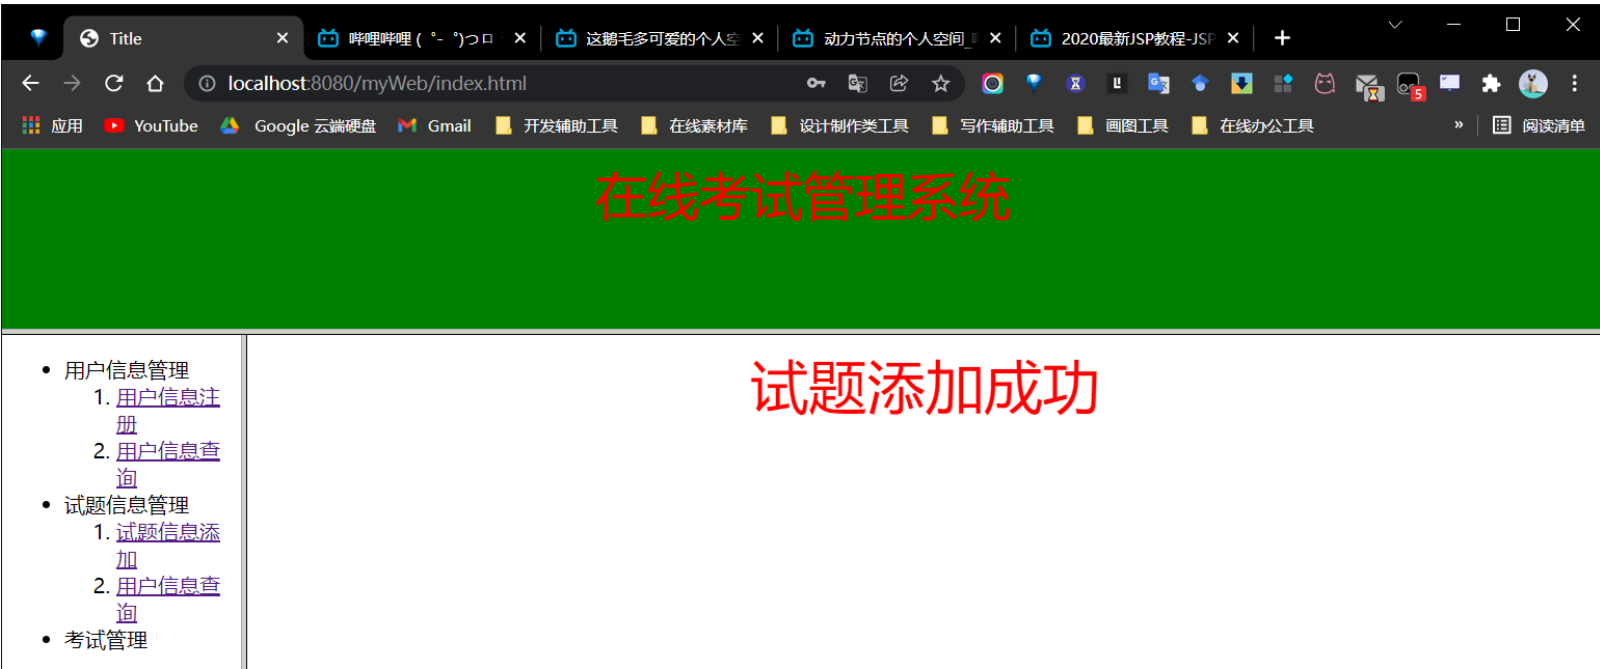 Title
哔哩哔哩 ( ゜- ゜)つロ
这鹅毛多可爱的个人空
动力节点的个人空间_
2020最新JSP教程-JSP
localhost:8080/myWeb/index.html
5
应用
YouTube
Google 云端硬盘
Gmail
开发辅助工具
在线素材库
设计制作类工具
写作辅助工具
画图工具
在线办公工具
»
阅读清单
在线考试管理系统
用户信息管理
1. 用户信息注
册
2. 用户信息查
询
试题信息管理
1. 试题信息添
加
2. 用户信息查
询
考试管理
试题添加成功